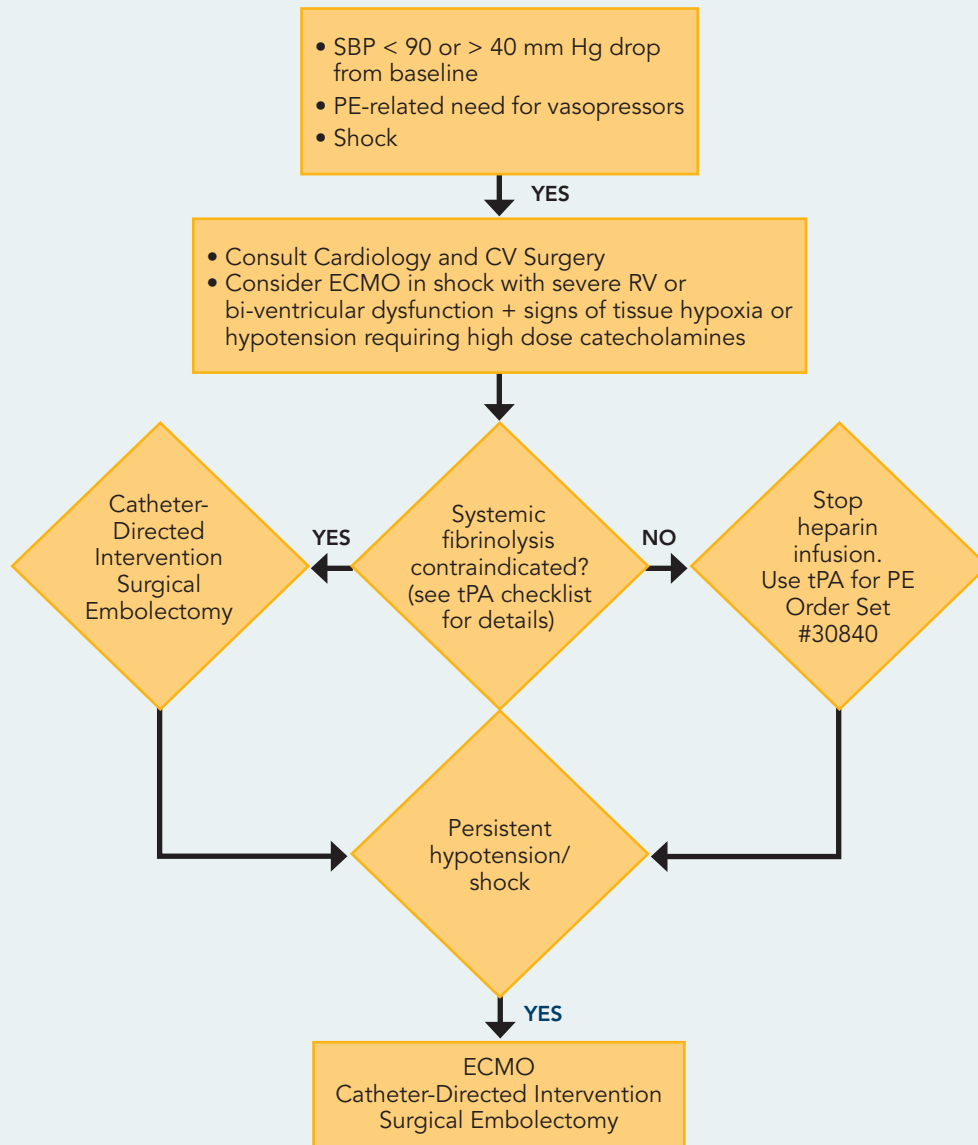 • SBP < 90 or > 40 mm Hg drop
from baseline
• PE-related need for vasopressors
• Shock
YES
• Consult Cardiology and CV Surgery
• Consider ECMO in shock with severe RV or
bi-ventricular dysfunction + signs of tissue hypoxia or
hypotension requiring high dose catecholamines
Catheter-
Directed
Intervention
Surgical
Embolectomy
YES
Systemic
fibrinolysis
contraindicated?
(see tPA checklist
for details)
NO
Stop
heparin
infusion.
Use tPA for PE
Order Set
#30840
Persistent
hypotension/
shock
YES
ECMO
Catheter-Directed Intervention
Surgical Embolectomy